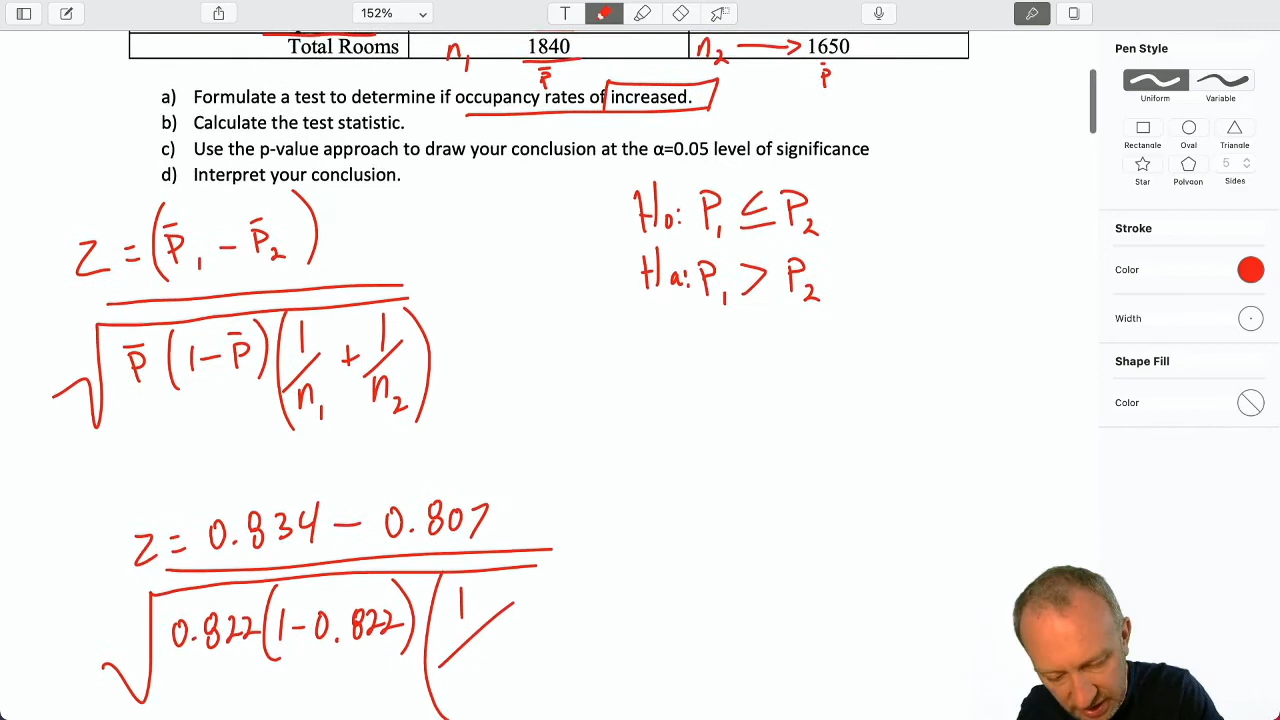 152%
T
Total Rooms n1 1840 n2 → 1650
p̄ p̄
a) Formulate a test to determine if occupancy rates of increased.
b) Calculate the test statistic.
c) Use the p-value approach to draw your conclusion at the α=0.05 level of significance
d) Interpret your conclusion.
H0: P1 ≤ P2
Ha: P1 > P2
Z = (p̄1 - p̄2)
√ p̄ (1 - p̄) (1/n1 + 1/n2)
Z = 0.834 - 0.807
√ 0.822 (1 - 0.822) (1/
Pen Style
Uniform Variable
Rectangle Oval Triangle
5
Star Polygon Sides
Stroke
Color
Width
Shape Fill
Color